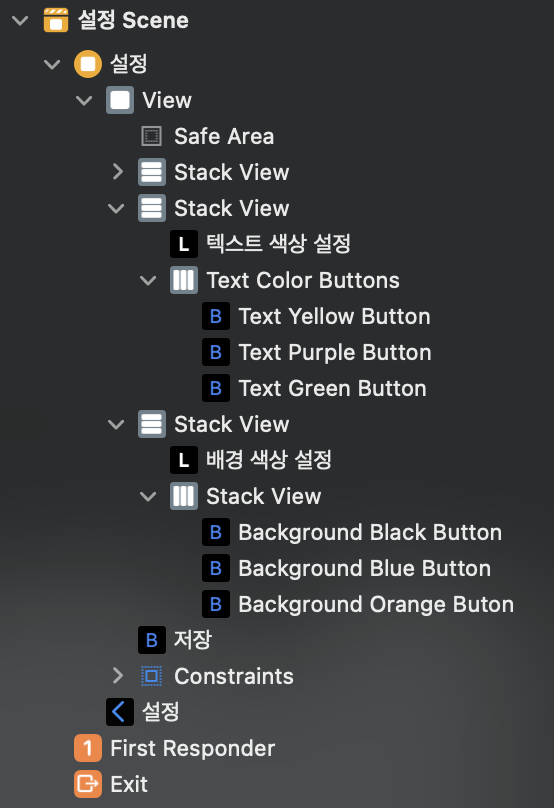 설정 Scene
설정
View
Safe Area
Stack View
Stack View
L 텍스트 색상 설정
Text Color Buttons
B Text Yellow Button
B Text Purple Button
B Text Green Button
Stack View
L 배경 색상 설정
Stack View
B Background Black Button
B Background Blue Button
B Background Orange Buton
B 저장
Constraints
설정
1 First Responder
Exit